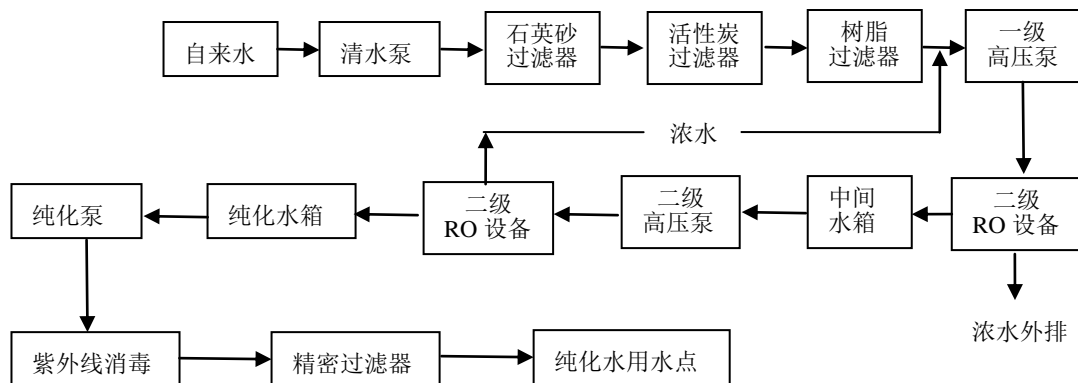 自来水
清水泵
石英砂
过滤器
活性炭
过滤器
树脂
过滤器
一级
高压泵
浓水
二级
RO 设备
中间
水箱
二级
高压泵
二级
RO 设备
纯化水箱
纯化泵
浓水外排
紫外线消毒
精密过滤器
纯化水用水点